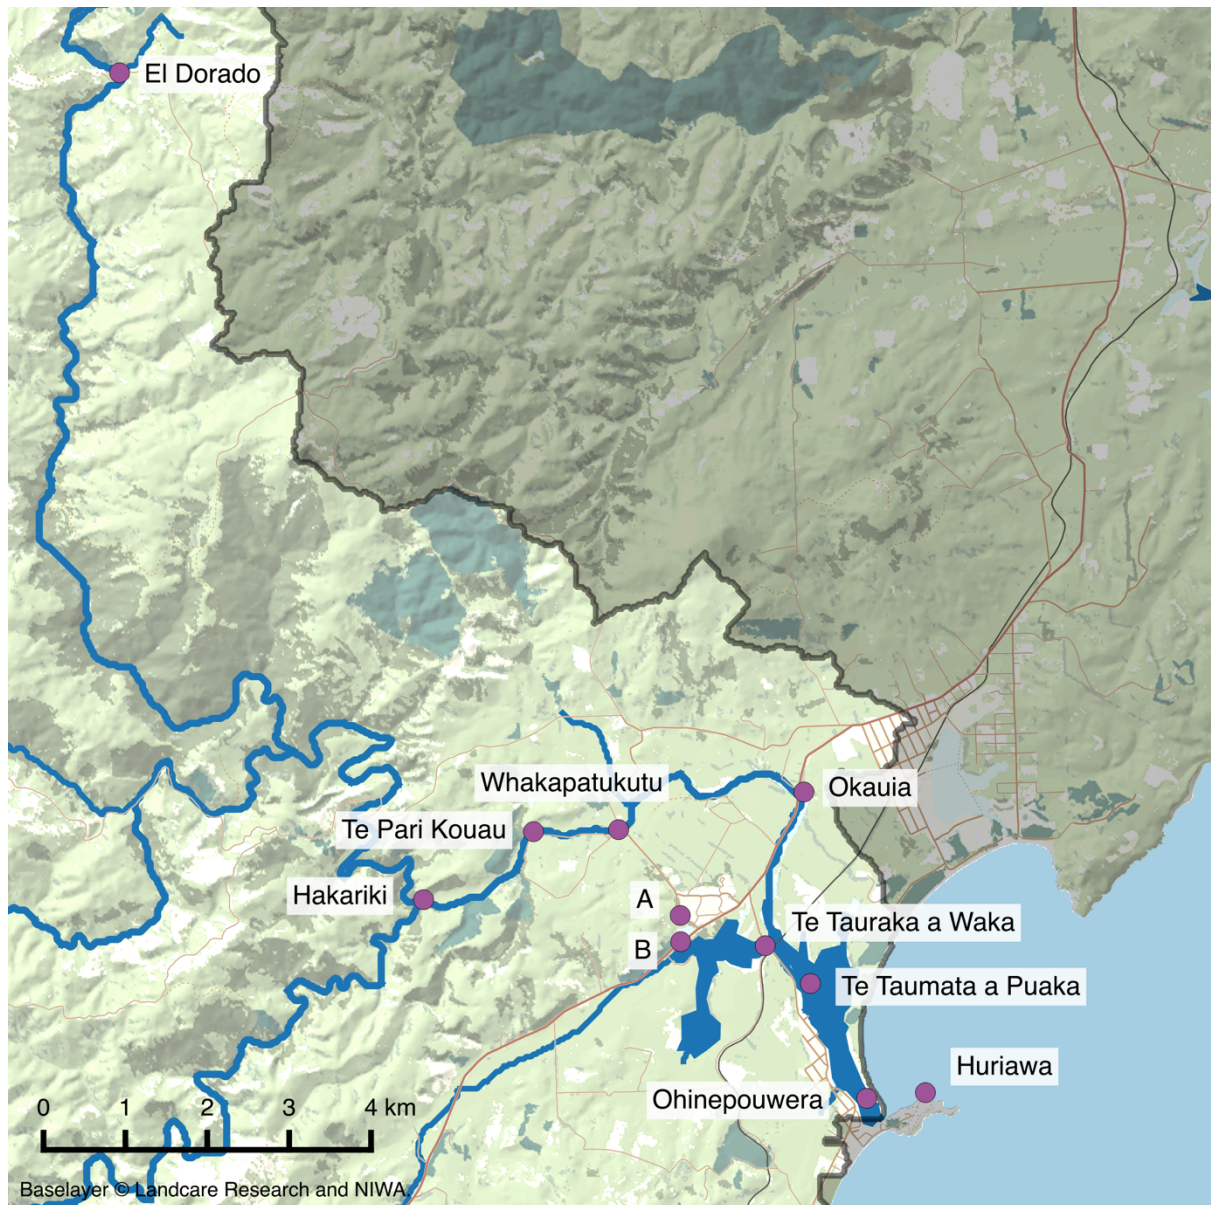 El Dorado
Whakapatukutu
Okauia
Te Pari Kouau
Hakariki
A
Te Tauraka a Waka
B
Te Taumata a Puaka
Huriawa
Ohinepouwera
0 1 2 3 4 km
Baselayer © Landcare Research and NIWA.